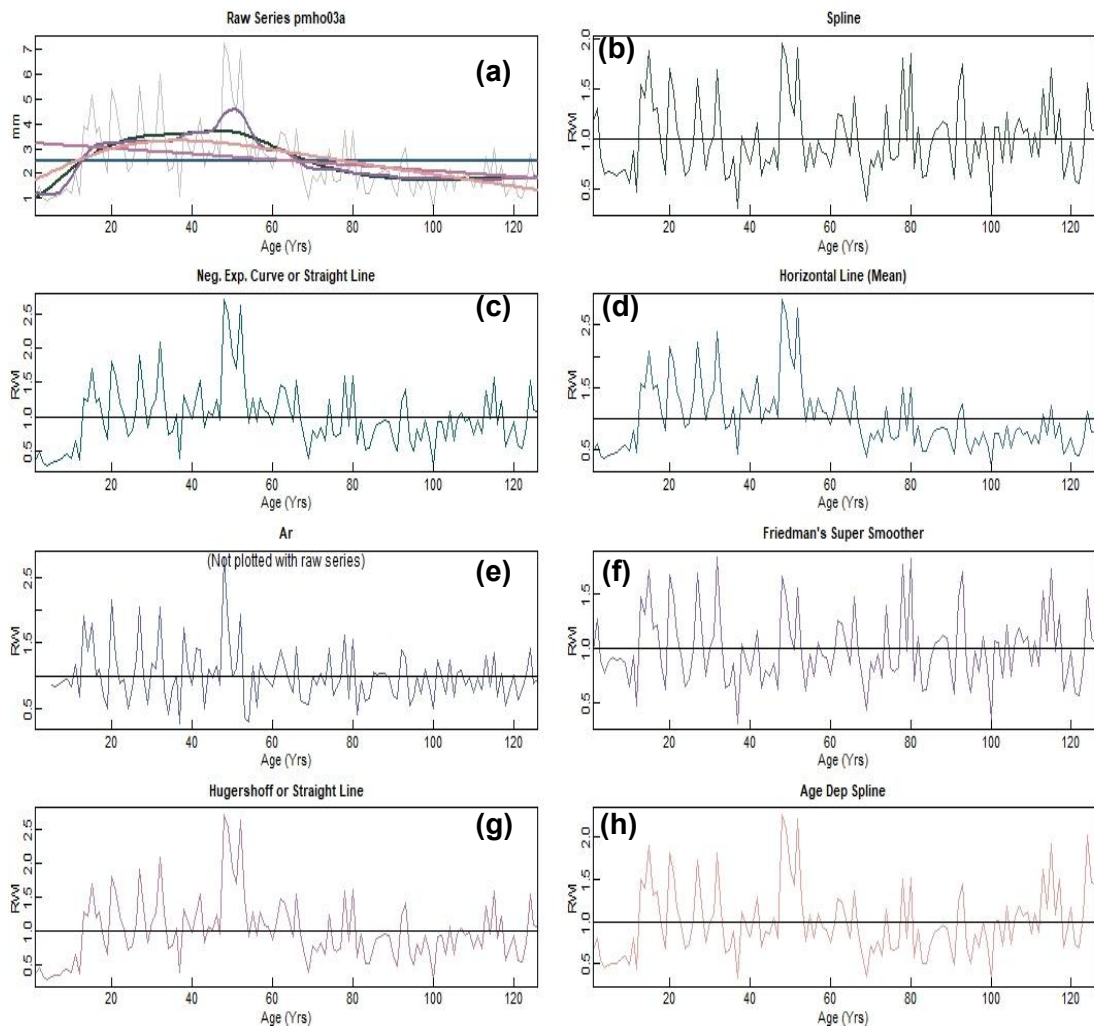 Raw Series pmho03a
(a)
7
6
5
4
3
2
1
mm
20 40 60 80 100 120
Age (Yrs)
Spline
(b)
2.0
1.5
1.0
0.5
RWI
20 40 60 80 100 120
Age (Yrs)
Neg. Exp. Curve or Straight Line
(c)
2.5
2.0
1.5
1.0
0.5
RWI
20 40 60 80 100 120
Age (Yrs)
Horizontal Line (Mean)
(d)
2.5
1.5
0.5
RWI
20 40 60 80 100 120
Age (Yrs)
Ar
(Not plotted with raw series)
(e)
2.5
1.5
0.5
RWI
20 40 60 80 100 120
Age (Yrs)
Friedman's Super Smoother
(f)
1.5
1.0
0.5
RWI
20 40 60 80 100 120
Age (Yrs)
Hugershoff or Straight Line
(g)
2.5
2.0
1.5
1.0
0.5
RWI
20 40 60 80 100 120
Age (Yrs)
Age Dep Spline
(h)
2.0
1.5
1.0
0.5
RWI
20 40 60 80 100 120
Age (Yrs)